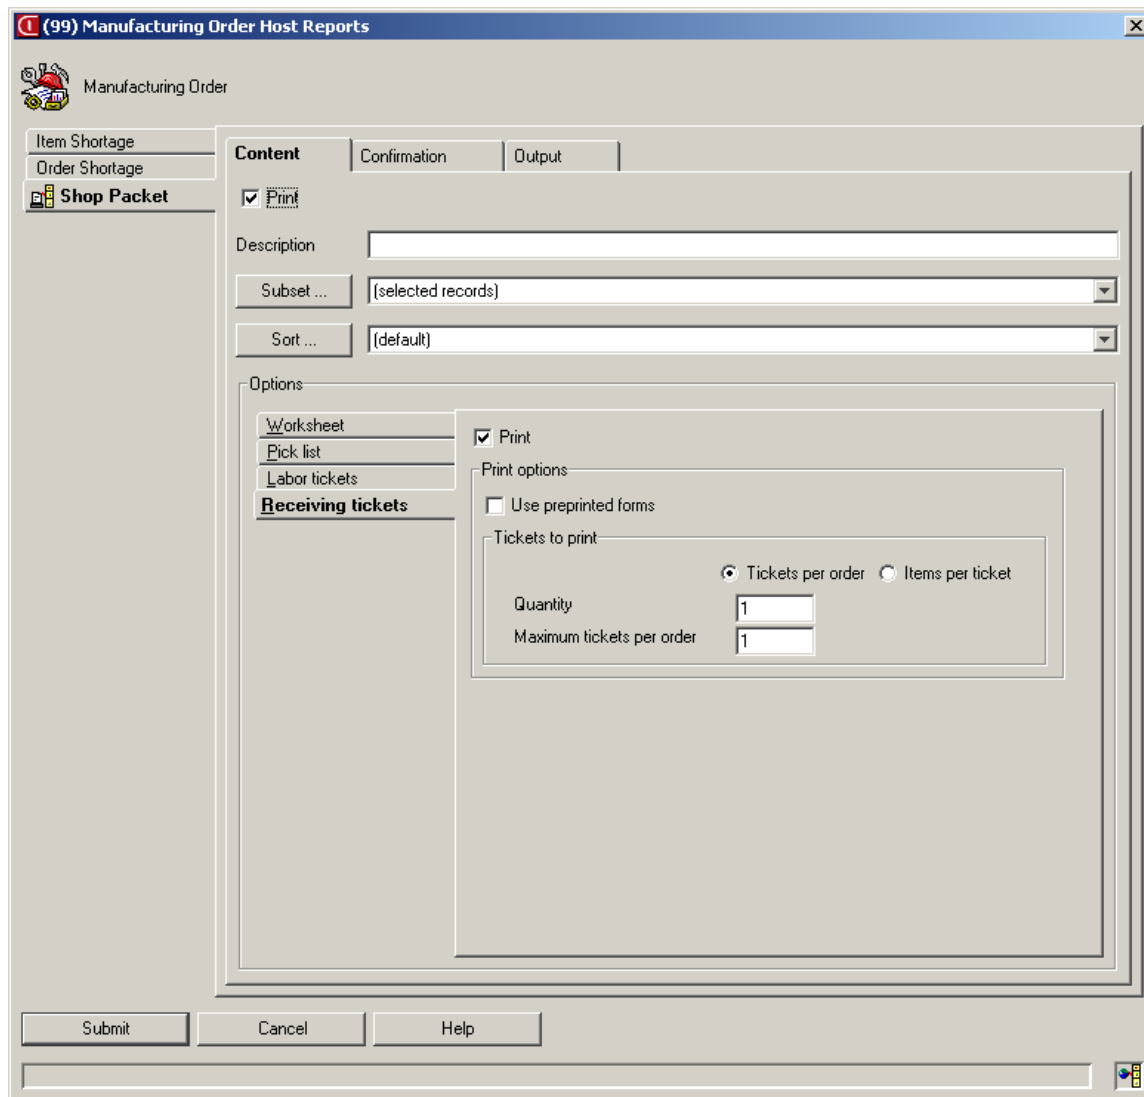 (99) Manufacturing Order Host Reports
Manufacturing Order
Item Shortage
Order Shortage
Shop Packet
Content
Confirmation
Output
Print
Description
Subset ...
(selected records)
Sort ...
(default)
Options
Worksheet
Pick list
Labor tickets
Receiving tickets
Print
Print options
Use preprinted forms
Tickets to print
Tickets per order
Items per ticket
Quantity
1
Maximum tickets per order
1
Submit
Cancel
Help